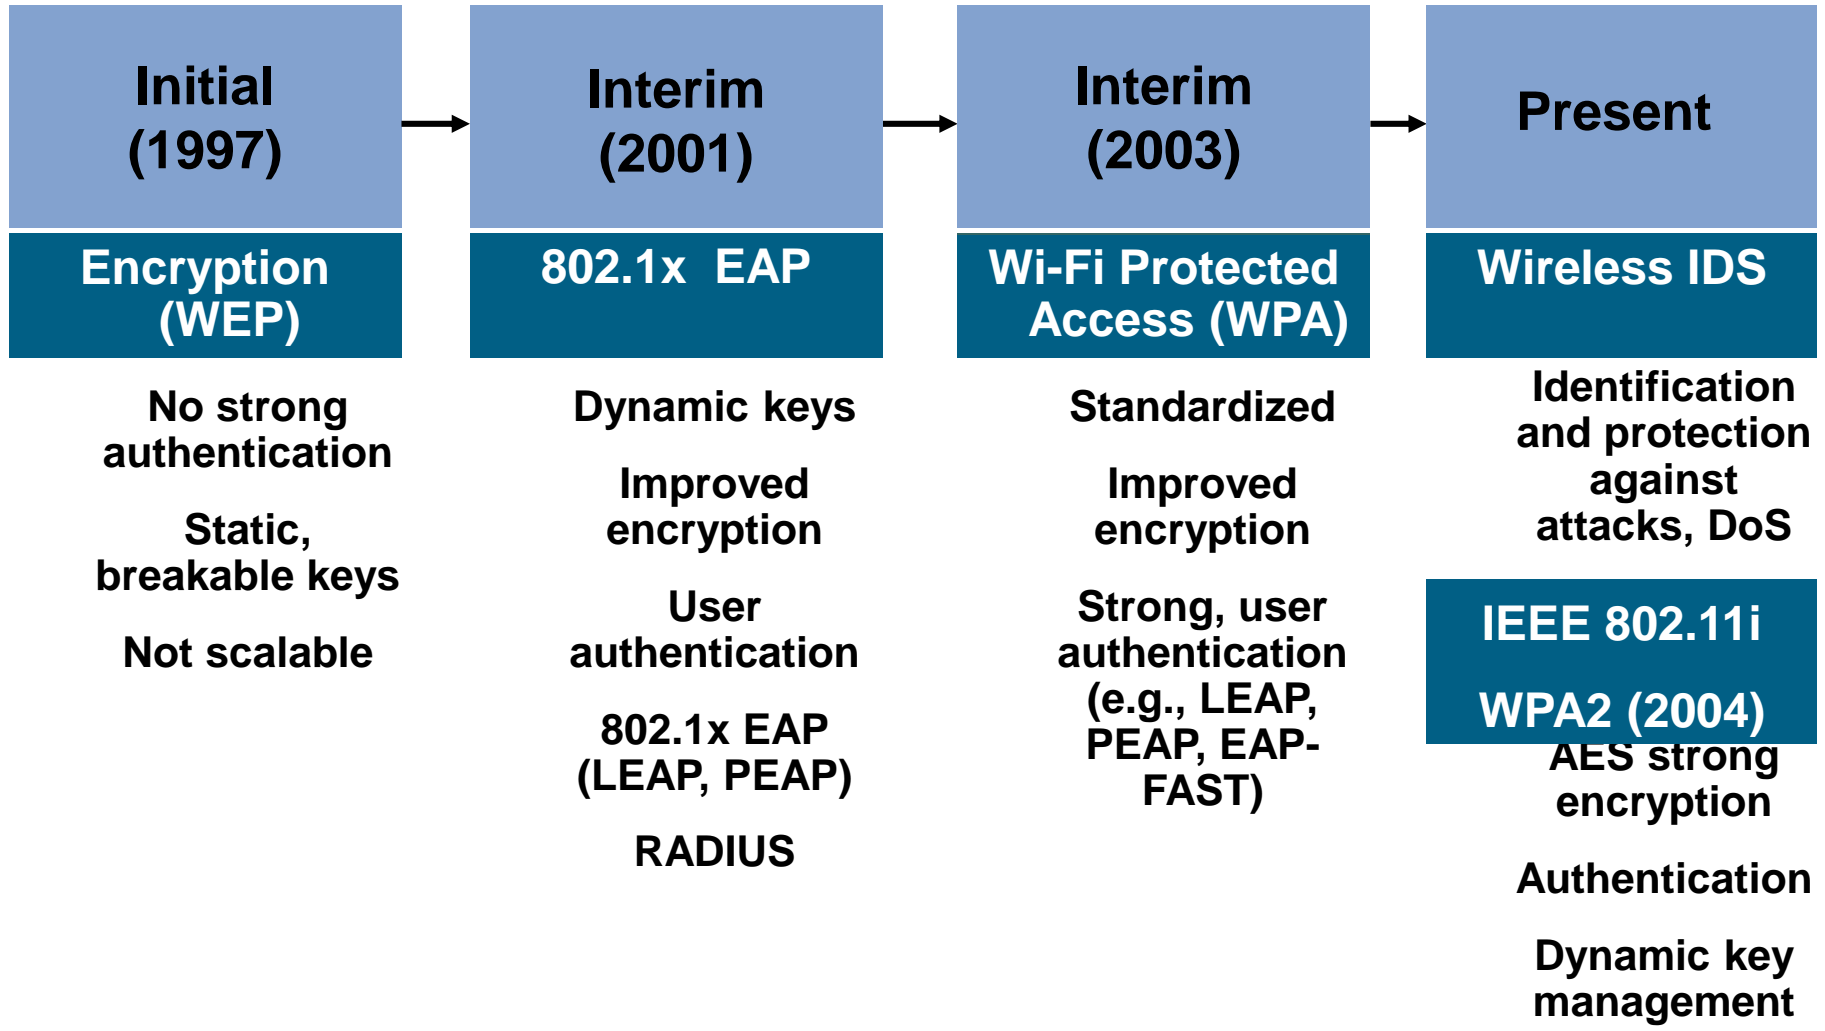 Initial
(1997)
Encryption
(WEP)
No strong
authentication
Static,
breakable keys
Not scalable
Interim
(2001)
802.1x EAP
Dynamic keys
Improved
encryption
User
authentication
802.1x EAP
(LEAP, PEAP)
RADIUS
Interim
(2003)
Wi-Fi Protected
Access (WPA)
Standardized
Improved
encryption
Strong, user
authentication
(e.g., LEAP,
PEAP, EAP-
FAST)
Present
Wireless IDS
Identification
and protection
against
attacks, DoS
IEEE 802.11i
WPA2 (2004)
AES strong
encryption
Authentication
Dynamic key
management